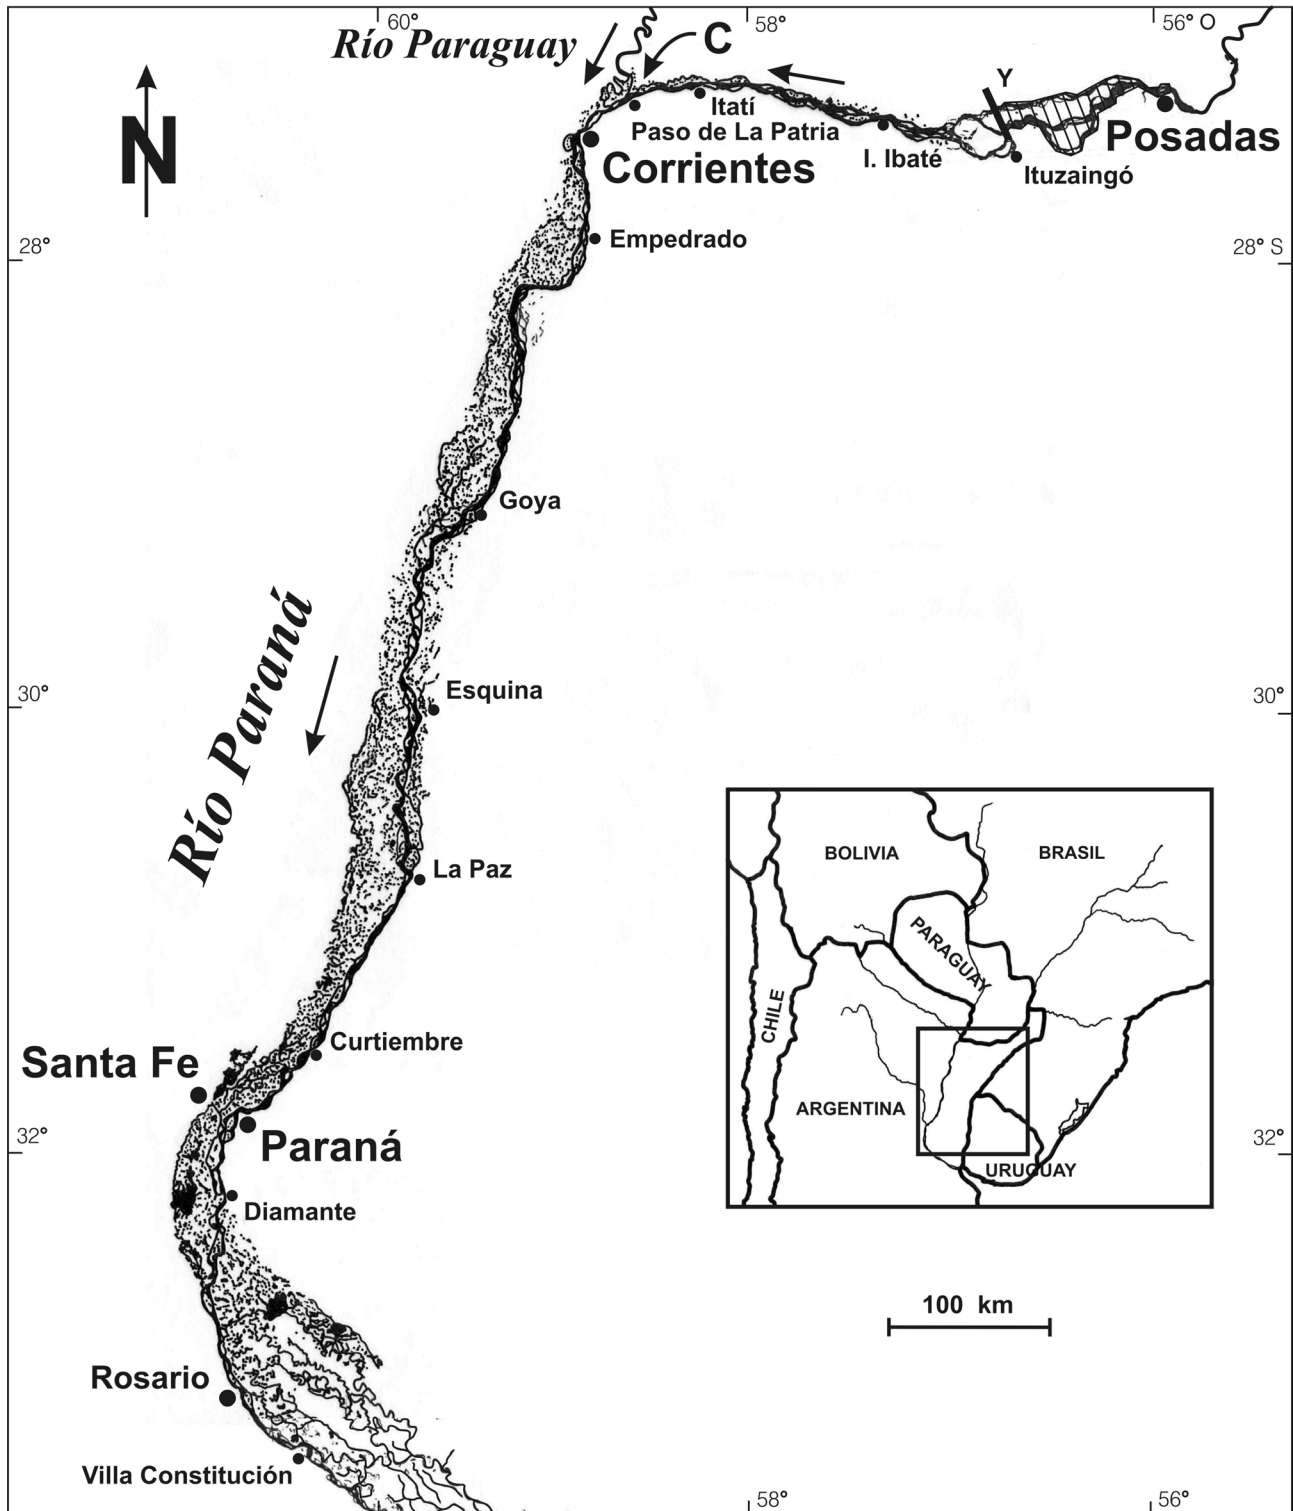 60°
58°
56° O
Río Paraguay
C
Y
Itatí
Paso de La Patria
Posadas
N
Corrientes
I. Ibaté
Ituzaingó
Empedrado
28°
28° S
Goya
Río Paraná
Esquina
30°
30°
BOLIVIA
BRASIL
La Paz
PARAGUAY
CHILE
Curtiembre
Santa Fe
ARGENTINA
Paraná
32°
32°
URUGUAY
Diamante
100 km
Rosario
Villa Constitución
58°
56°